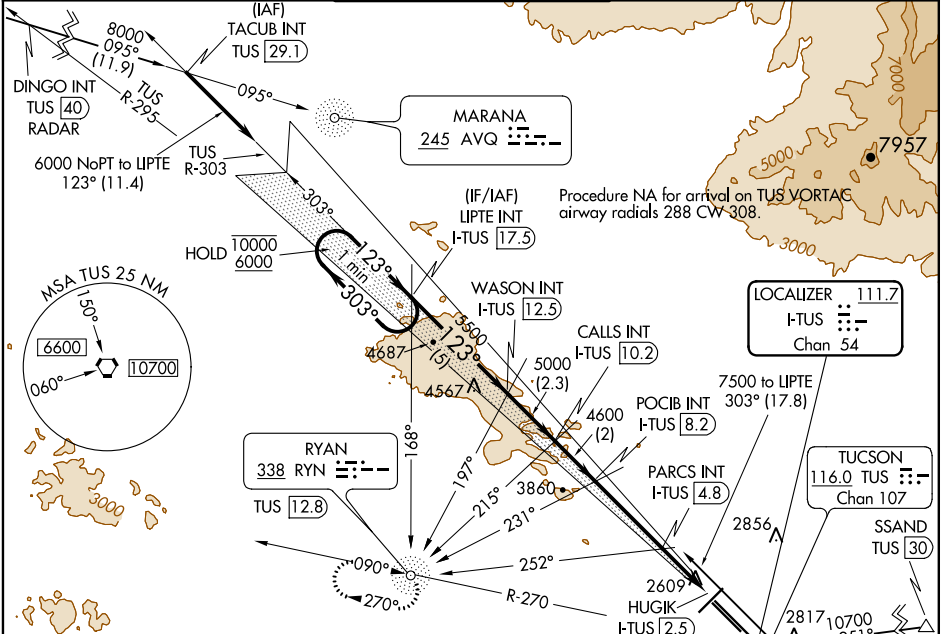 (IAF)
TACUB INT
TUS 29.1
8000
095°
(11.9)
DINGO INT
TUS 40
RADAR
TUS
R-295
095°
MARANA
245 AVQ
7000
5000
7957
3000
6000 NoPT to LIPTE
123° (11.4)
TUS
R-303
303°
(IF/IAF)
LIPTE INT
I-TUS 17.5
Procedure NA for arrival on TUS VORTAC
airway radials 288 CW 308.
HOLD 10000
6000
123°
1 min
303°
MSA TUS 25 NM
150°
6600
060°
10700
WASON INT
I-TUS 12.5
5500
123°
(5)
4687
4567
LOCALIZER 111.7
I-TUS
Chan 54
CALLS INT
I-TUS 10.2
5000
(2.3)
7500 to LIPTE
303° (17.8)
4600
(2)
POCIB INT
I-TUS 8.2
3000
RYAN
338 RYN
TUS 12.8
168°
197°
215°
231°
3860
PARCS INT
I-TUS 4.8
TUCSON
116.0 TUS
Chan 107
2856
SSAND
TUS 30
252°
090°
270°
R-270
2609
HUGIK
I-TUS 2.5
2817
10700